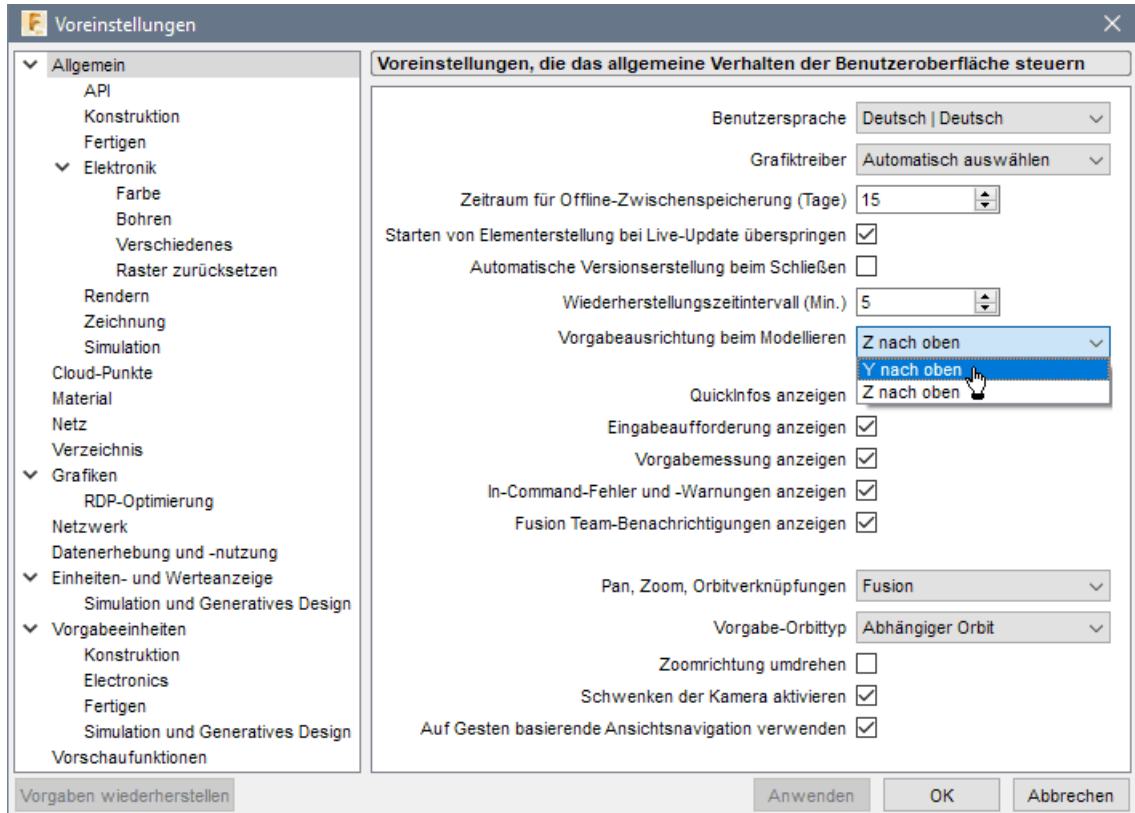 Voreinstellungen
Allgemein
API
Konstruktion
Fertigen
Elektronik
Farbe
Bohren
Verschiedenes
Raster zurücksetzen
Rendern
Zeichnung
Simulation
Cloud-Punkte
Material
Netz
Verzeichnis
Grafiken
RDP-Optimierung
Netzwerk
Datenerhebung und -nutzung
Einheiten- und Werteanzeige
Simulation und Generatives Design
Vorgabeeinheiten
Konstruktion
Electronics
Fertigen
Simulation und Generatives Design
Vorschaufunktionen
Voreinstellungen, die das allgemeine Verhalten der Benutzeroberfläche steuern
Benutzersprache Deutsch | Deutsch
Grafiktreiber Automatisch auswählen
Zeitraum für Offline-Zwischenspeicherung (Tage) 15
Starten von Elementerstellung bei Live-Update überspringen
Automatische Versionserstellung beim Schließen
Wiederherstellungszeitintervall (Min.) 5
Vorgabeausrichtung beim Modellieren Z nach oben
Y nach oben
Z nach oben
QuickInfos anzeigen
Eingabeaufforderung anzeigen
Vorgabemessung anzeigen
In-Command-Fehler und -Warnungen anzeigen
Fusion Team-Benachrichtigungen anzeigen
Pan, Zoom, Orbitverknüpfungen Fusion
Vorgabe-Orbittyp Abhängiger Orbit
Zoomrichtung umdrehen
Schwenken der Kamera aktivieren
Auf Gesten basierende Ansichtsnavigation verwenden
Vorgaben wiederherstellen Anwenden OK Abbrechen